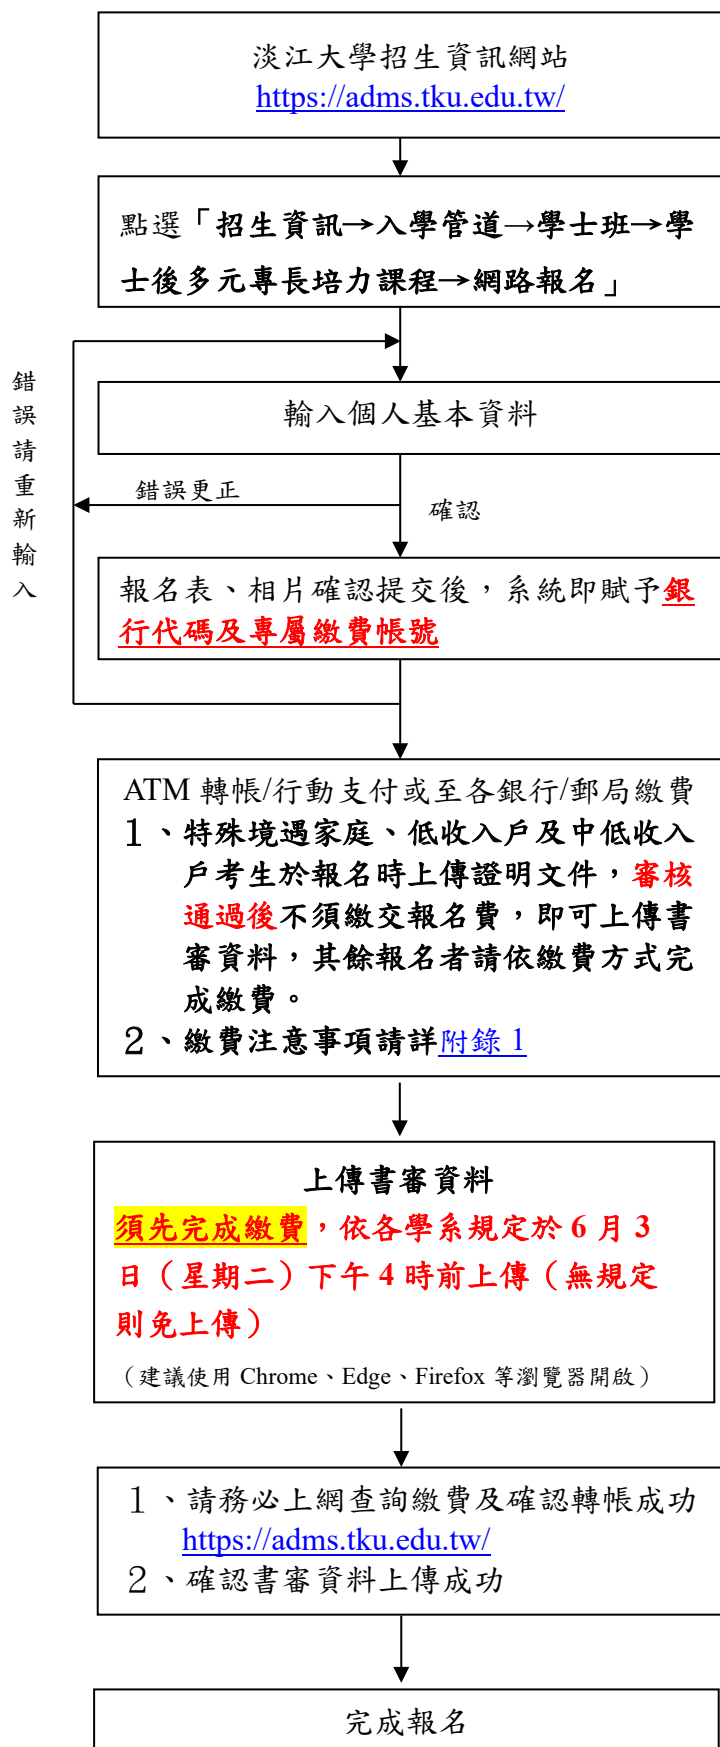 淡江大學招生資訊網站
https://adms.tku.edu.tw/
點選「招生資訊→入學管道→學士班→學
士後多元專長培力課程→網路報名」
錯誤請重新輸入
輸入個人基本資料
錯誤更正
確認
報名表、相片確認提交後，系統即賦予銀
行代碼及專屬繳費帳號
ATM 轉帳/行動支付或至各銀行/郵局繳費
１、特殊境遇家庭、低收入戶及中低收入
戶考生於報名時上傳證明文件，審核
通過後不須繳交報名費，即可上傳書
審資料，其餘報名者請依繳費方式完
成繳費。
２、繳費注意事項請詳附錄 1
上傳書審資料
須先完成繳費，依各學系規定於 6 月 3
日（星期二）下午 4 時前上傳（無規定
則免上傳）
（建議使用 Chrome、Edge、Firefox 等瀏覽器開啟）
１、請務必上網查詢繳費及確認轉帳成功
https://adms.tku.edu.tw/
２、確認書審資料上傳成功
完成報名